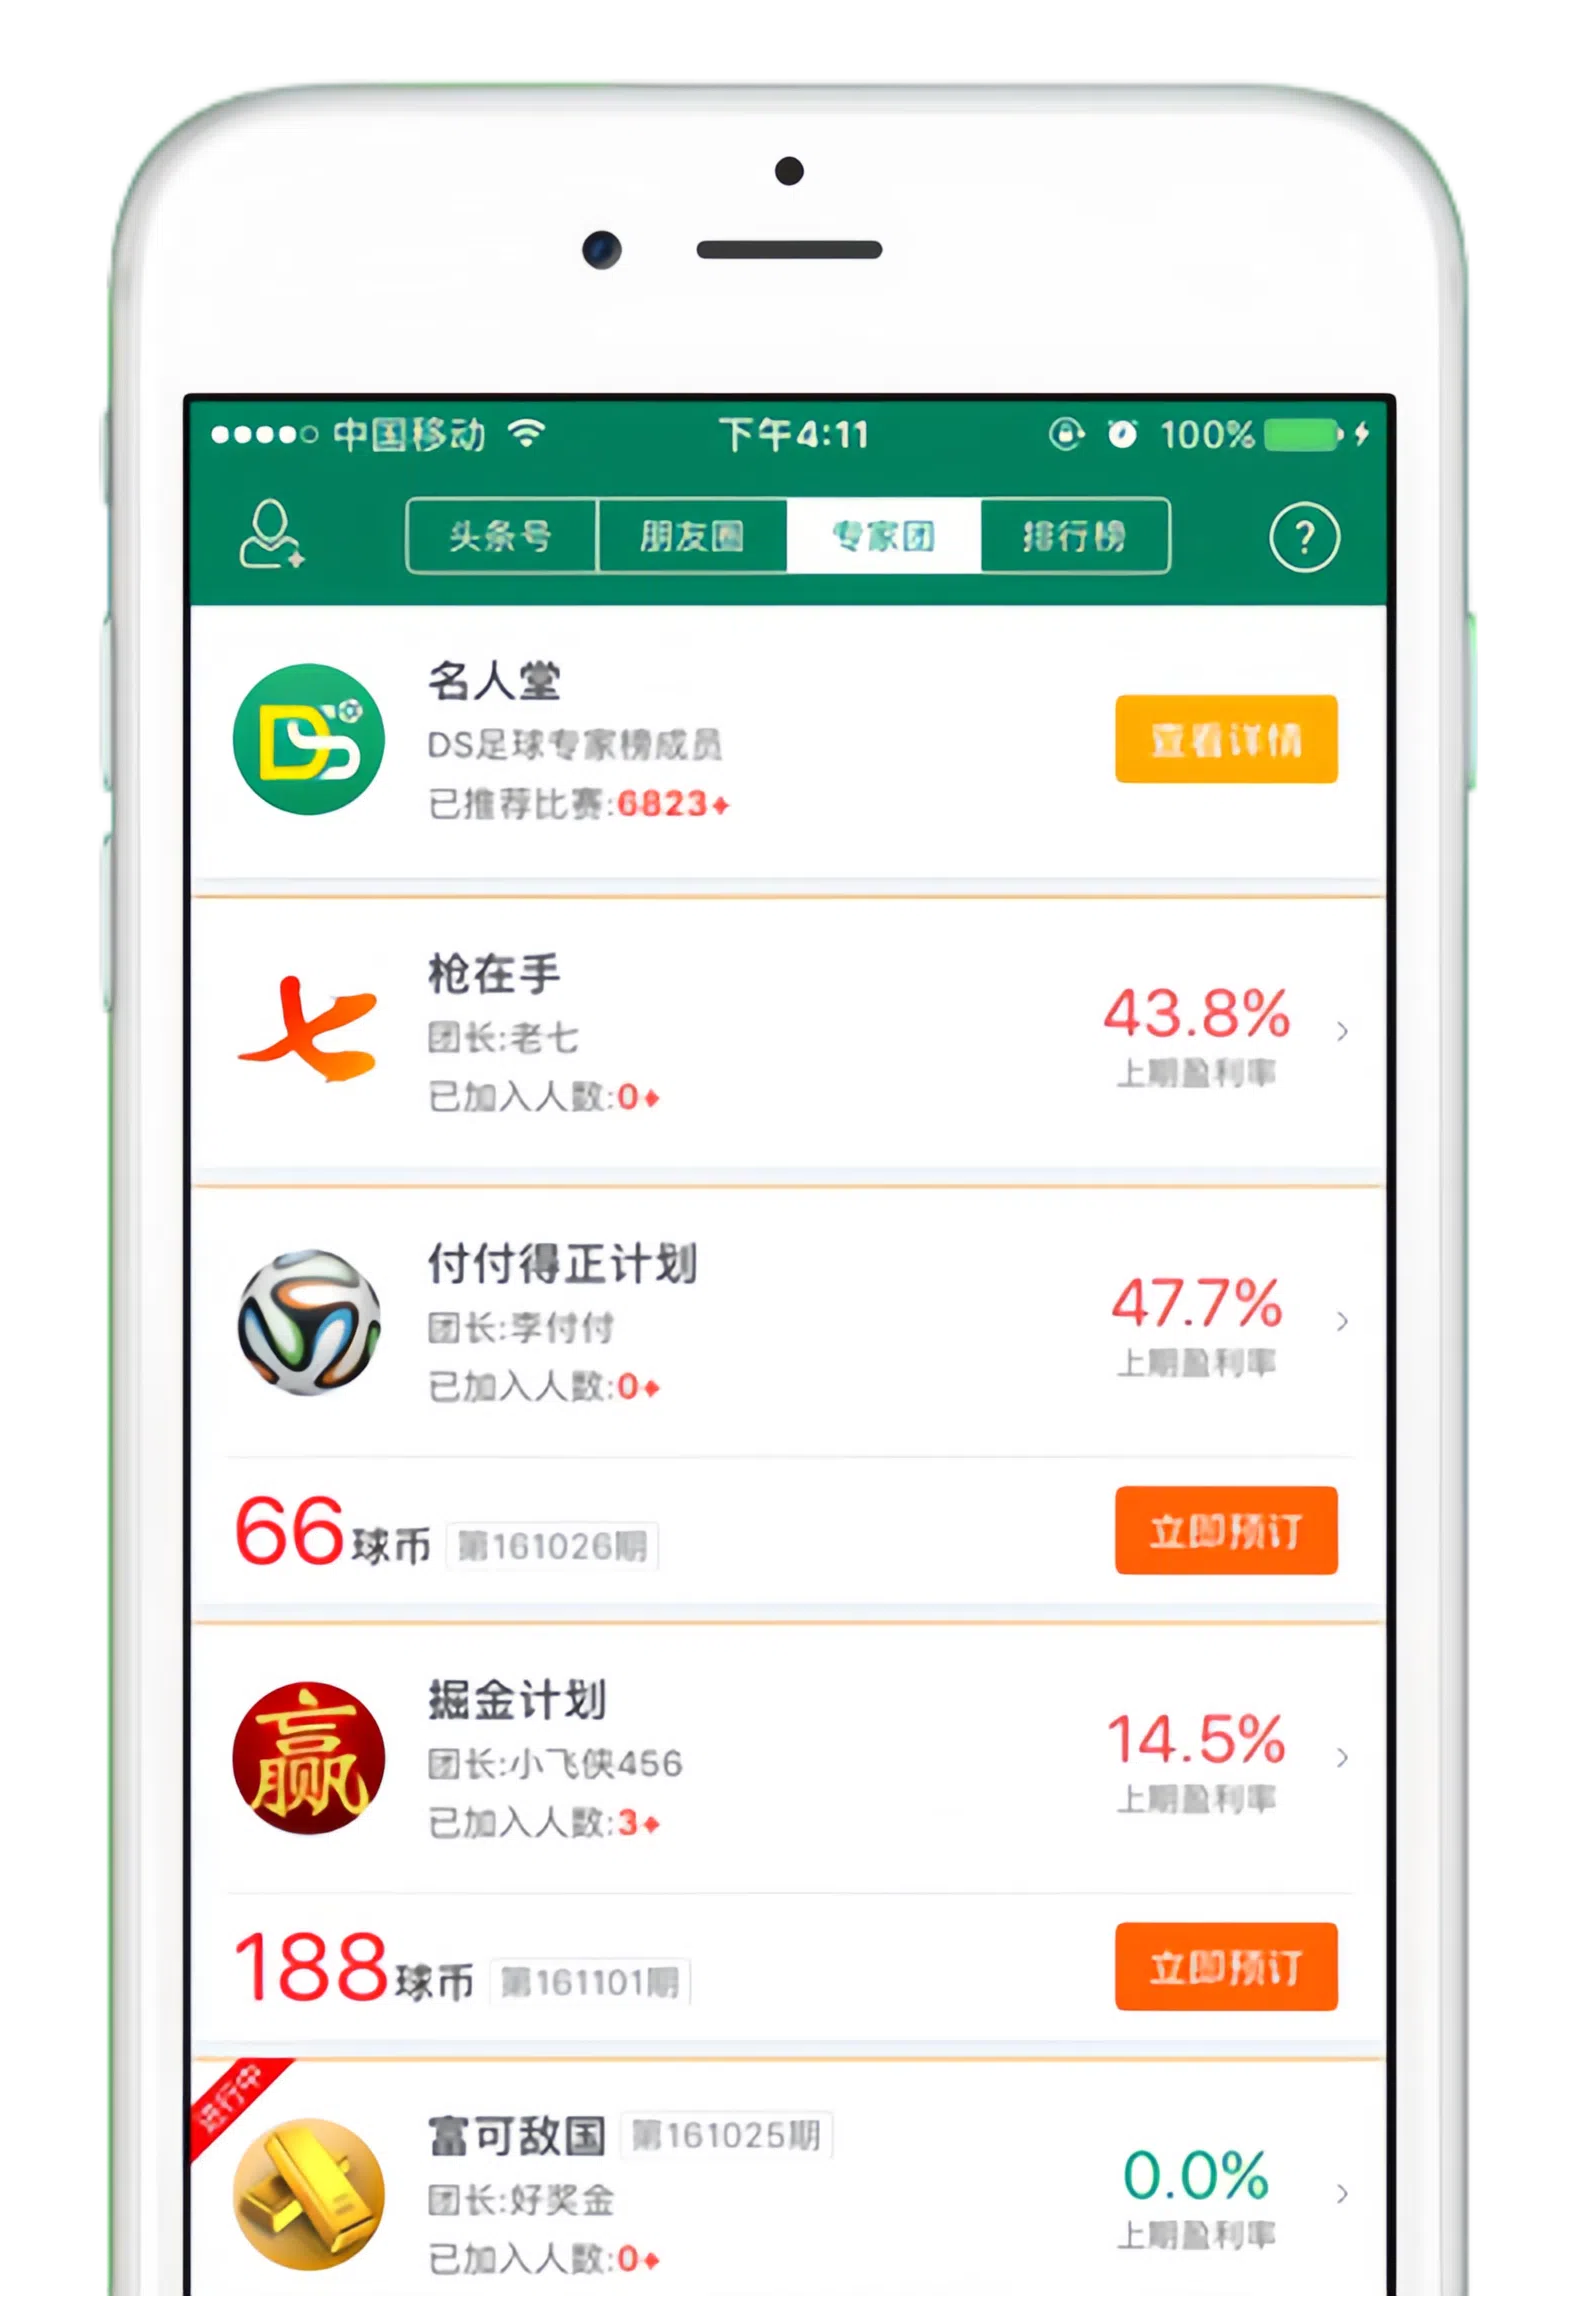 中国移动
下午4:11
100%
头条号
朋友圈
专家团
排行榜
?
DS
名人堂
DS足球专家榜成员
已推荐比赛:6823
查看详情
七
枪在手
团长:老七
已加入人数:0
43.8%
上期盈利率
付付得正计划
团长:李付付
已加入人数:0
47.7%
上期盈利率
66球币
第161026期
立即预订
赢
掘金计划
团长:小飞侠456
已加入人数:3
14.5%
上期盈利率
188球币
第161101期
立即预订
运行中
富可敌国
第161025期
团长:好奖金
已加入人数:0
0.0%
上期盈利率